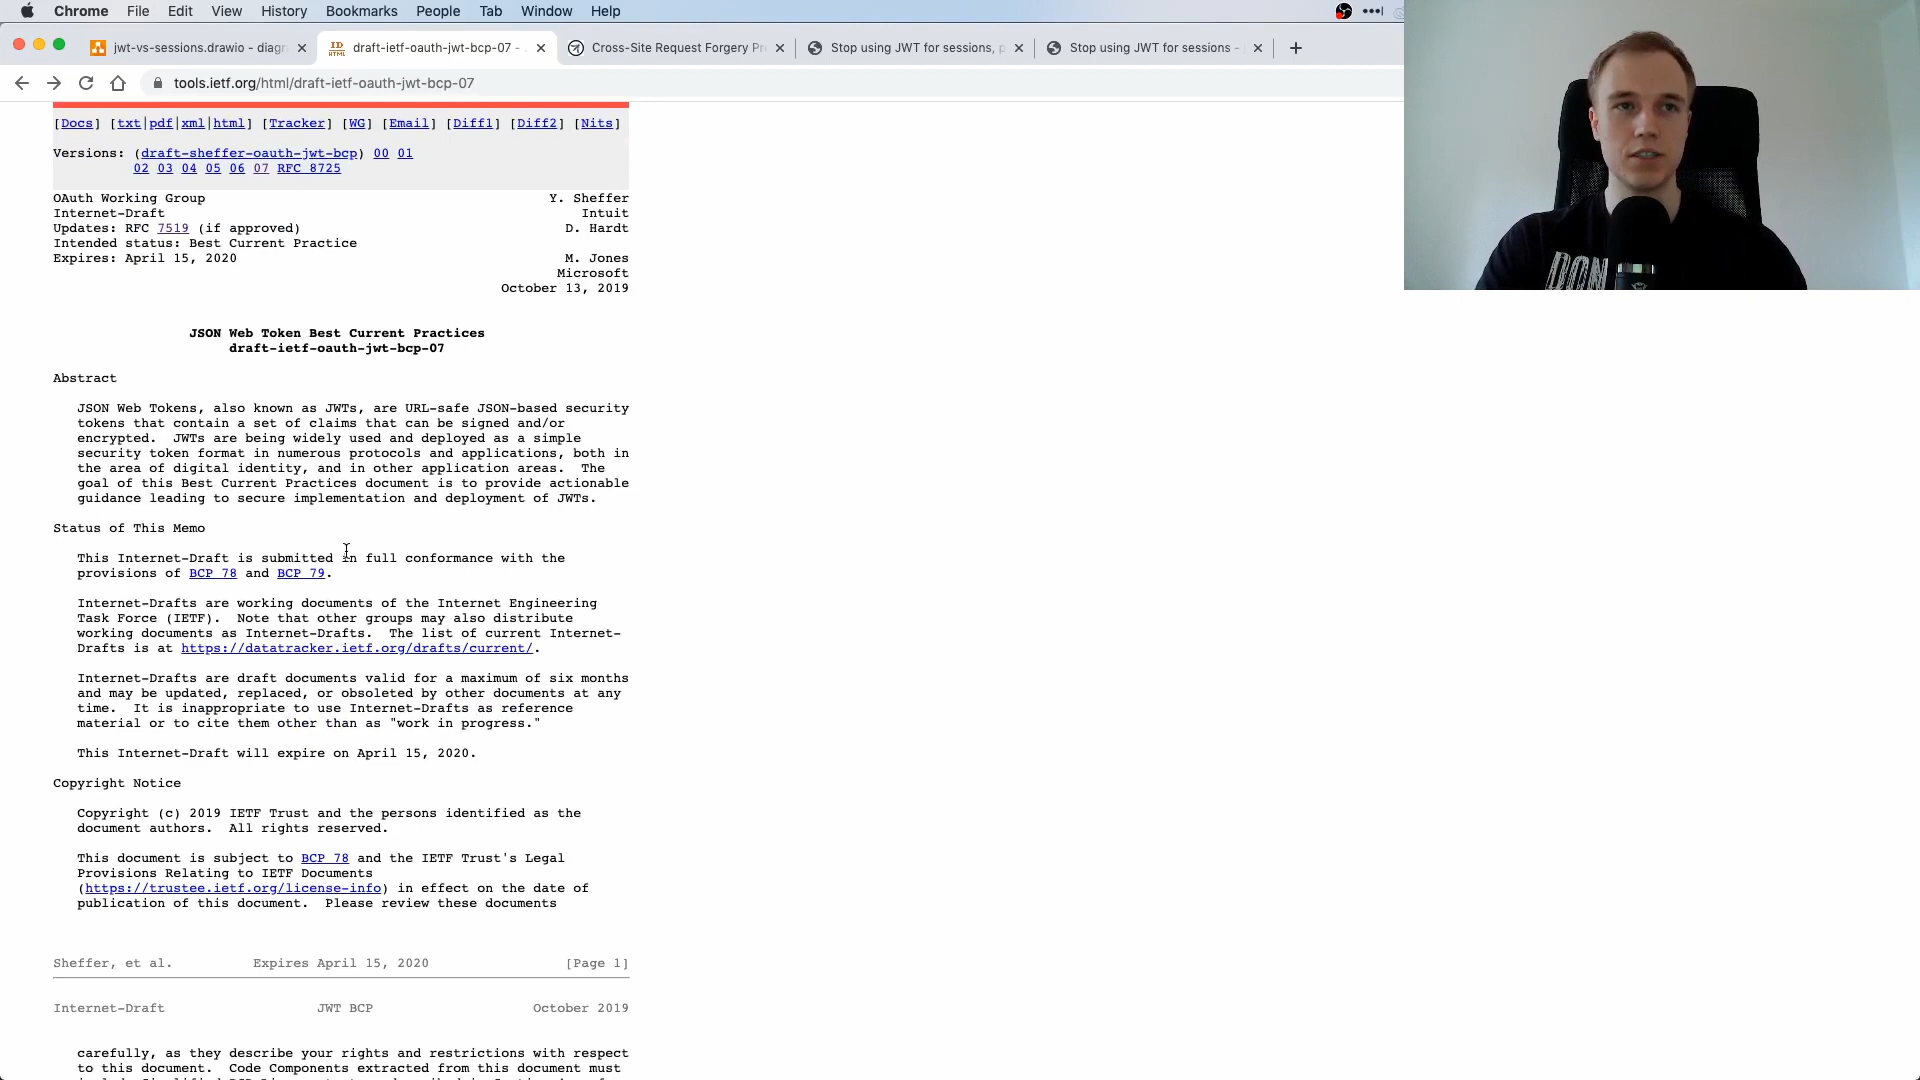 Chrome File Edit View History Bookmarks People Tab Window Help
jwt-vs-sessions.drawio - diagr
draft-ietf-oauth-jwt-bcp-07 -
Cross-Site Request Forgery Pr
Stop using JWT for sessions, p
Stop using JWT for sessions -
tools.ietf.org/html/draft-ietf-oauth-jwt-bcp-07
[Docs] [txt|pdf|xml|html] [Tracker] [WG] [Email] [Diff1] [Diff2] [Nits]
Versions: (draft-sheffer-oauth-jwt-bcp) 00 01
02 03 04 05 06 07 RFC 8725
OAuth Working Group Y. Sheffer
Internet-Draft Intuit
Updates: RFC 7519 (if approved) D. Hardt
Intended status: Best Current Practice
Expires: April 15, 2020 M. Jones
Microsoft
October 13, 2019
JSON Web Token Best Current Practices
draft-ietf-oauth-jwt-bcp-07
Abstract
JSON Web Tokens, also known as JWTs, are URL-safe JSON-based security
tokens that contain a set of claims that can be signed and/or
encrypted. JWTs are being widely used and deployed as a simple
security token format in numerous protocols and applications, both in
the area of digital identity, and in other application areas. The
goal of this Best Current Practices document is to provide actionable
guidance leading to secure implementation and deployment of JWTs.
Status of This Memo
This Internet-Draft is submitted in full conformance with the
provisions of BCP 78 and BCP 79.
Internet-Drafts are working documents of the Internet Engineering
Task Force (IETF). Note that other groups may also distribute
working documents as Internet-Drafts. The list of current Internet-
Drafts is at https://datatracker.ietf.org/drafts/current/.
Internet-Drafts are draft documents valid for a maximum of six months
and may be updated, replaced, or obsoleted by other documents at any
time. It is inappropriate to use Internet-Drafts as reference
material or to cite them other than as "work in progress."
This Internet-Draft will expire on April 15, 2020.
Copyright Notice
Copyright (c) 2019 IETF Trust and the persons identified as the
document authors. All rights reserved.
This document is subject to BCP 78 and the IETF Trust's Legal
Provisions Relating to IETF Documents
(https://trustee.ietf.org/license-info) in effect on the date of
publication of this document. Please review these documents
Sheffer, et al. Expires April 15, 2020 [Page 1]
Internet-Draft JWT BCP October 2019
carefully, as they describe your rights and restrictions with respect
to this document. Code Components extracted from this document must